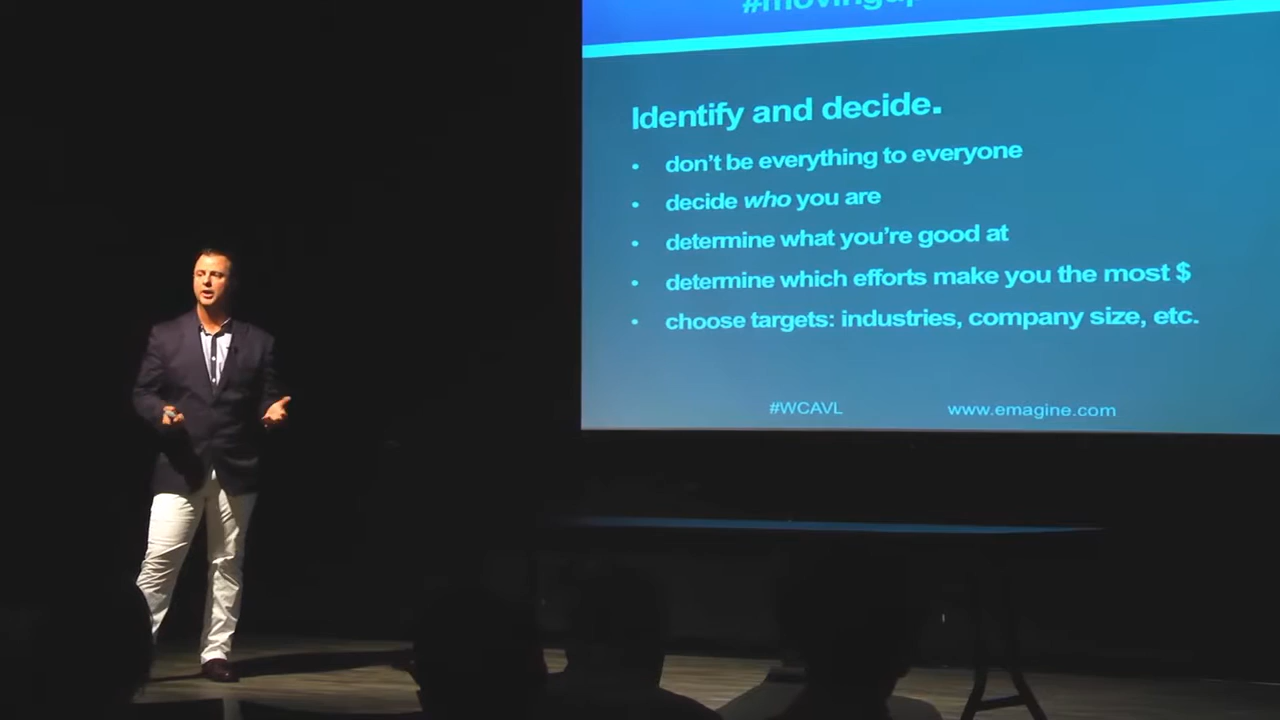 Identify and decide.
• don't be everything to everyone
• decide who you are
• determine what you're good at
• determine which efforts make you the most $
• choose targets: industries, company size, etc.
#WCAVL www.emagine.com